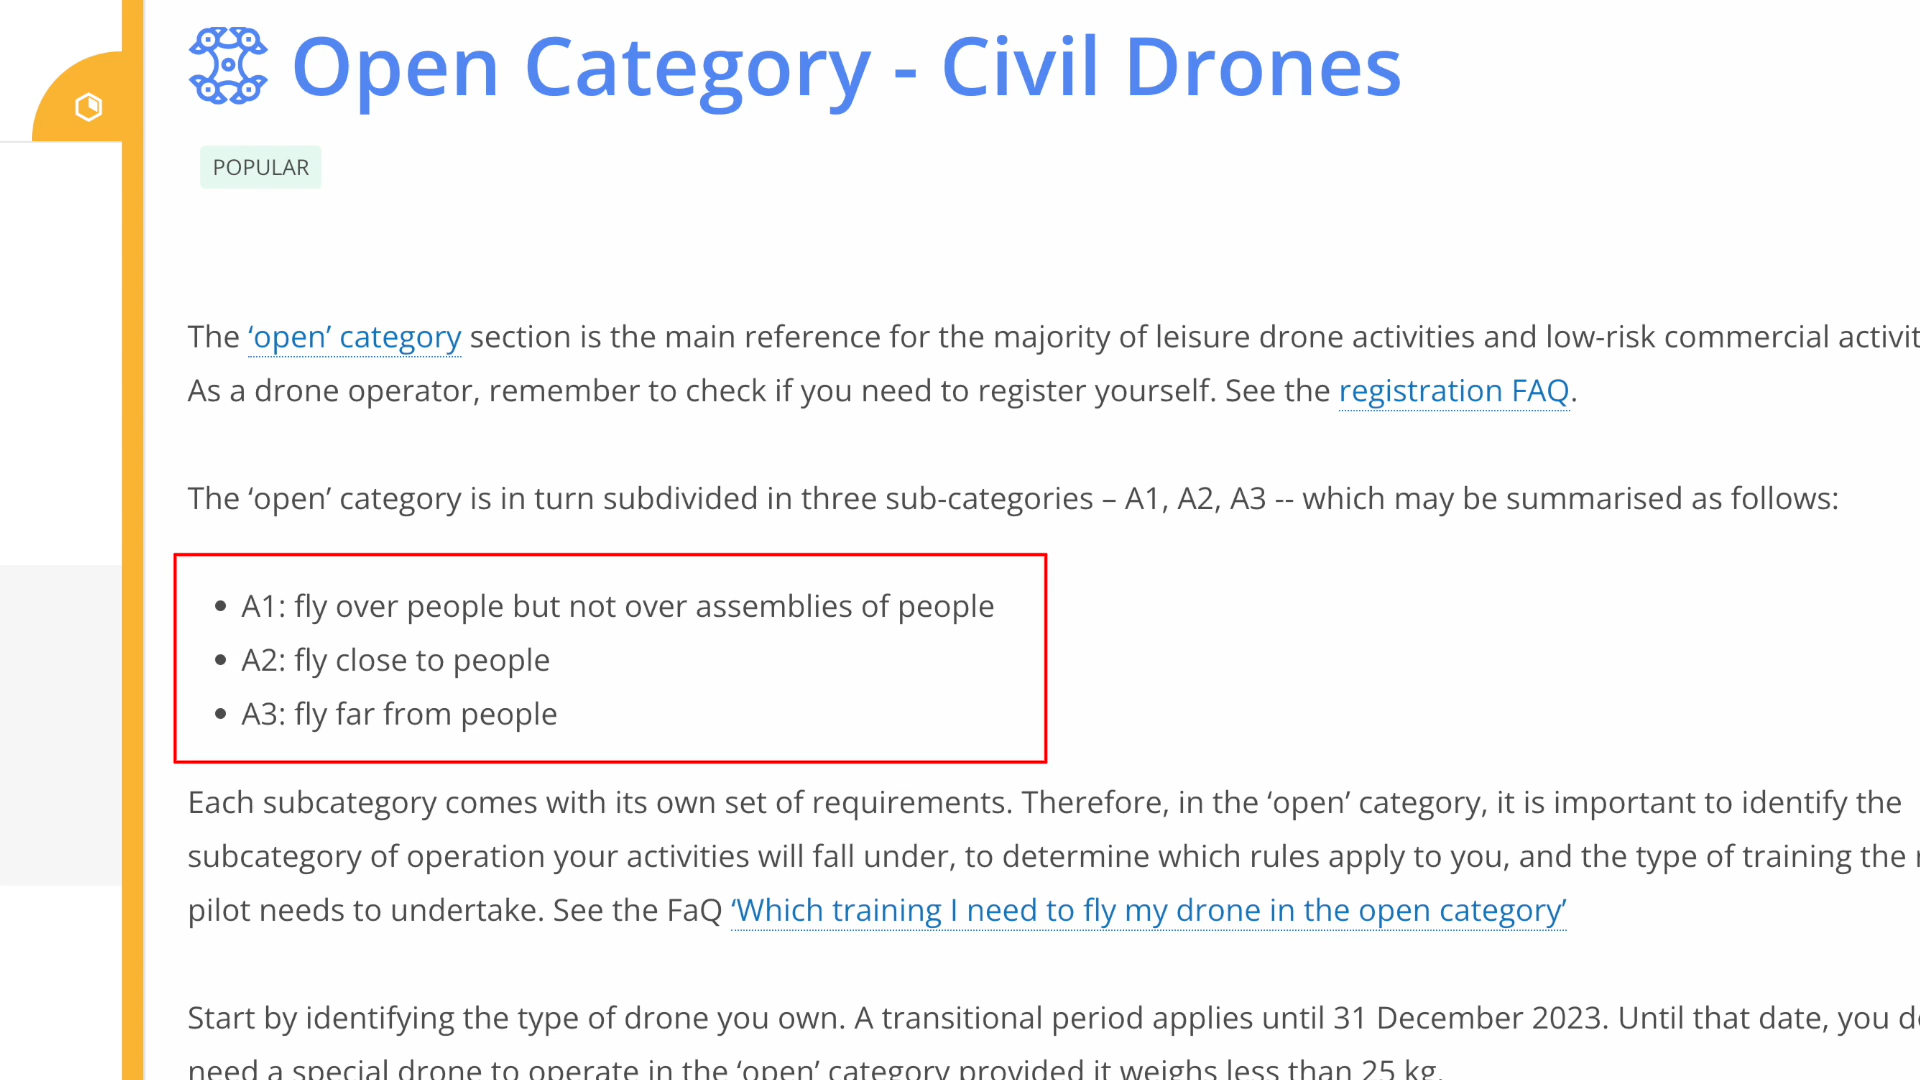 Open Category - Civil Drones
POPULAR
The ‘open’ category section is the main reference for the majority of leisure drone activities and low-risk commercial
As a drone operator, remember to check if you need to register yourself. See the registration FAQ.
The ‘open’ category is in turn subdivided in three sub-categories – A1, A2, A3 -- which may be summarised as follows:
• A1: fly over people but not over assemblies of people
• A2: fly close to people
• A3: fly far from people
Each subcategory comes with its own set of requirements. Therefore, in the ‘open’ category, it is important to identify the
subcategory of operation your activities will fall under, to determine which rules apply to you, and the type of training the
pilot needs to undertake. See the FaQ ‘Which training I need to fly my drone in the open category’
Start by identifying the type of drone you own. A transitional period applies until 31 December 2023. Until that date, you
need a special drone to operate in the ‘open’ category provided it weighs less than 25 kg.